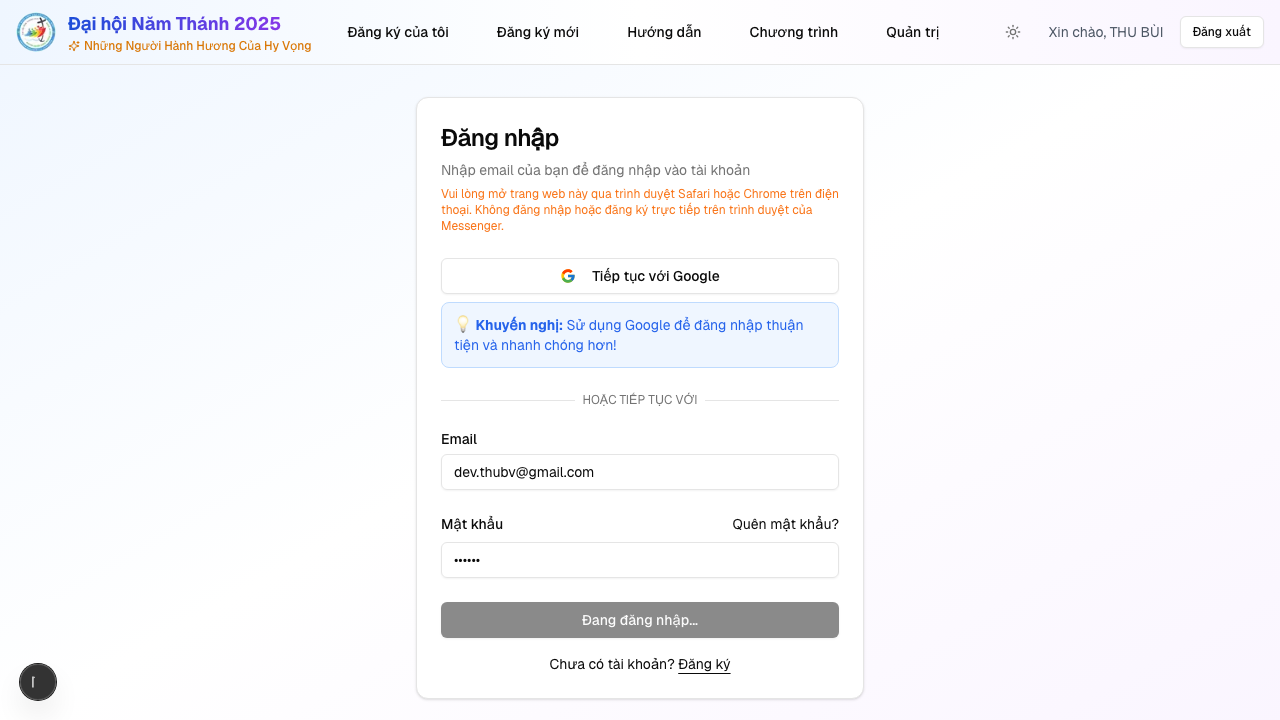 Đại hội Năm Thánh 2025
Những Người Hành Hương Của Hy Vọng
Đăng ký của tôi
Đăng ký mới
Hướng dẫn
Chương trình
Quản trị
Xin chào, THU BÙI
Đăng xuất
Đăng nhập
Nhập email của bạn để đăng nhập vào tài khoản
Vui lòng mở trang web này qua trình duyệt Safari hoặc Chrome trên điện
thoại. Không đăng nhập hoặc đăng ký trực tiếp trên trình duyệt của
Messenger.
Tiếp tục với Google
💡 Khuyến nghị: Sử dụng Google để đăng nhập thuận
tiện và nhanh chóng hơn!
HOẶC TIẾP TỤC VỚI
Email
dev.thubv@gmail.com
Mật khẩu
Quên mật khẩu?
••••••
Đang đăng nhập...
Chưa có tài khoản? Đăng ký